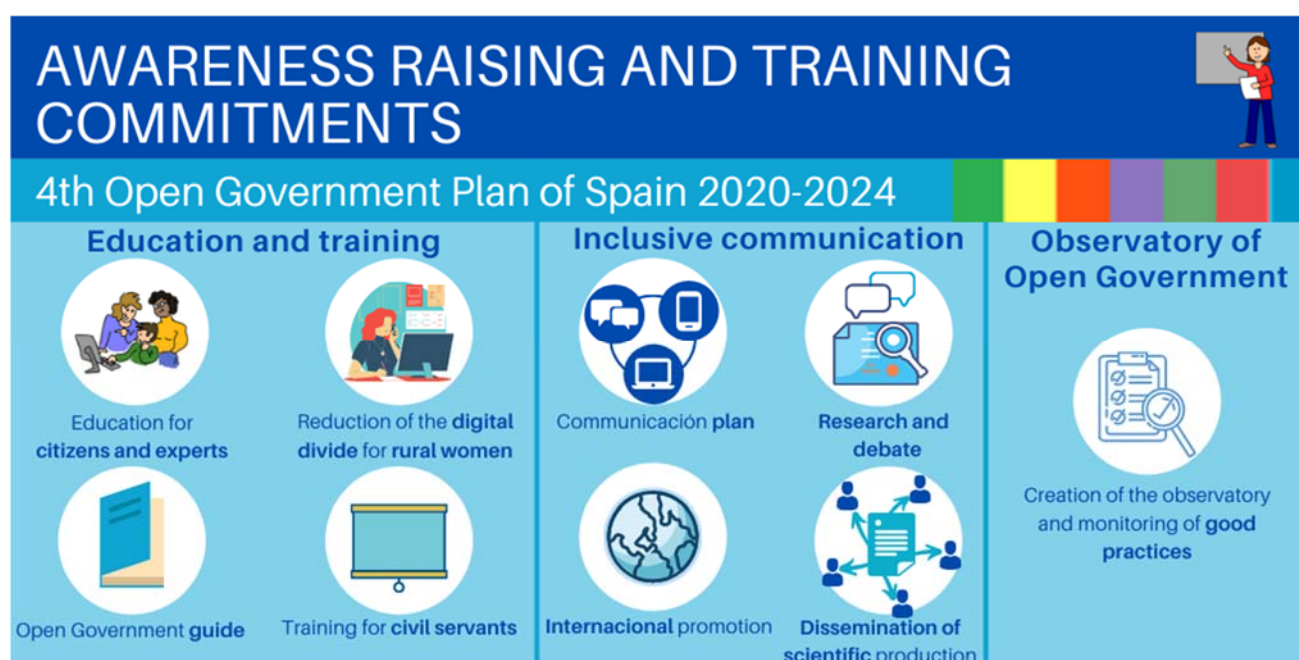 AWARENESS RAISING AND TRAINING
COMMITMENTS
4th Open Government Plan of Spain 2020-2024
Education and training
Education for
citizens and experts
Reduction of the digital
divide for rural women
Open Government guide
Training for civil servants
Inclusive communication
Communicación plan
Research and
debate
Internacional promotion
Dissemination of
scientific production
Observatory of
Open Government
Creation of the observatory
and monitoring of good
practices